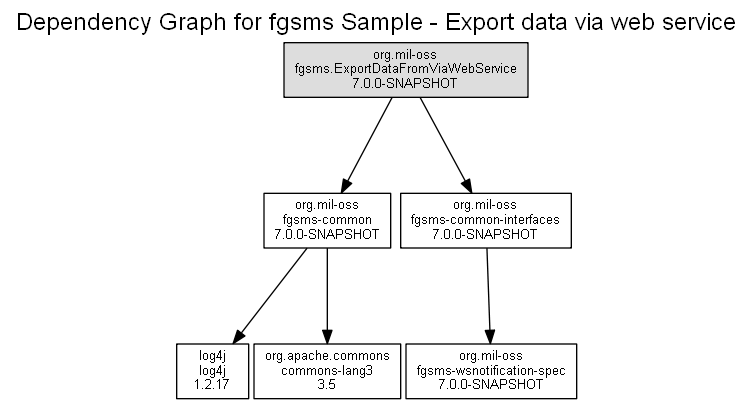 Dependency Graph for fgsms Sample - Export data via web service
org.mil-oss
fgsms.ExportDataFromViaWebService
7.0.0-SNAPSHOT
org.mil-oss
fgsms-common
7.0.0-SNAPSHOT
org.mil-oss
fgsms-common-interfaces
7.0.0-SNAPSHOT
log4j
log4j
1.2.17
org.apache.commons
commons-lang3
3.5
org.mil-oss
fgsms-wsnotification-spec
7.0.0-SNAPSHOT